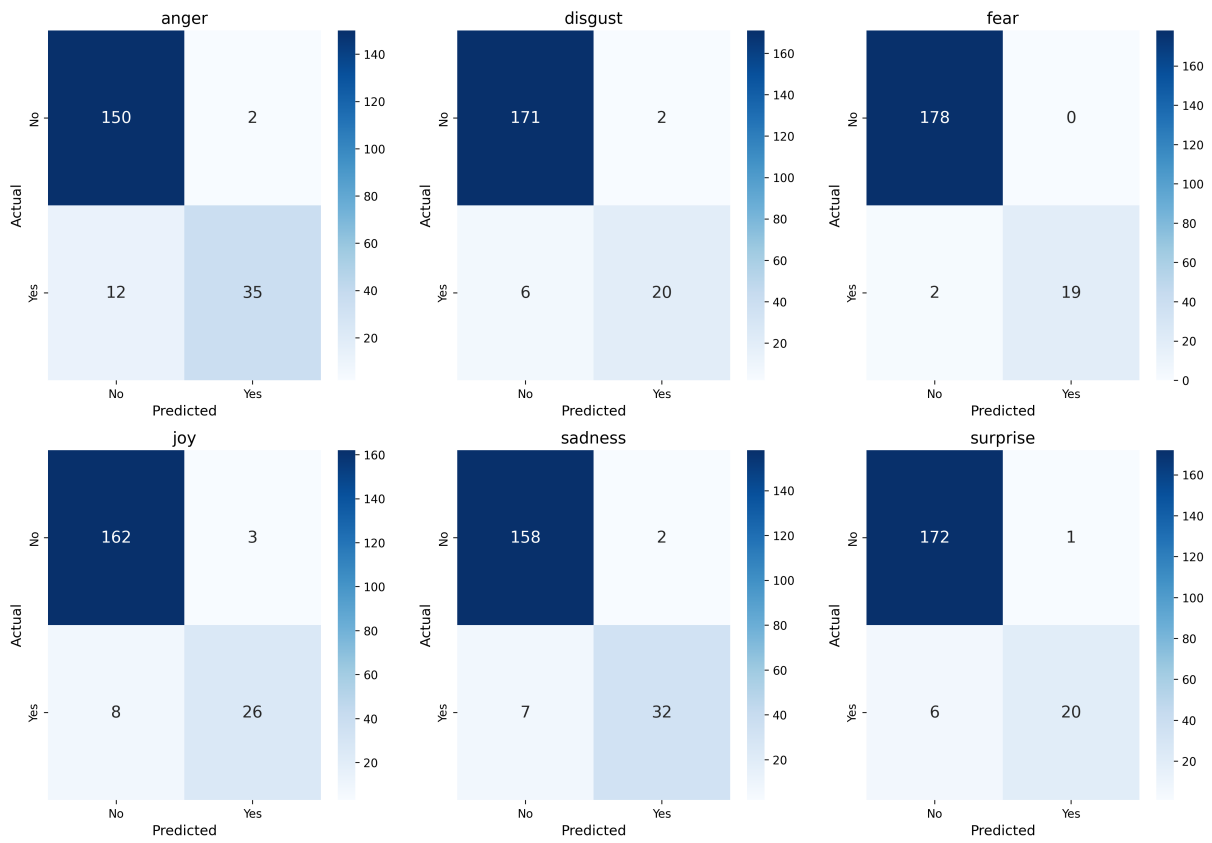 anger
No
Yes
Actual
150
2
12
35
No
Yes
Predicted
140
120
100
80
60
40
20
disgust
No
Yes
Actual
171
2
6
20
No
Yes
Predicted
160
140
120
100
80
60
40
20
fear
No
Yes
Actual
178
0
2
19
No
Yes
Predicted
160
140
120
100
80
60
40
20
0
joy
No
Yes
Actual
162
3
8
26
No
Yes
Predicted
160
140
120
100
80
60
40
20
sadness
No
Yes
Actual
158
2
7
32
No
Yes
Predicted
140
120
100
80
60
40
20
surprise
No
Yes
Actual
172
1
6
20
No
Yes
Predicted
160
140
120
100
80
60
40
20